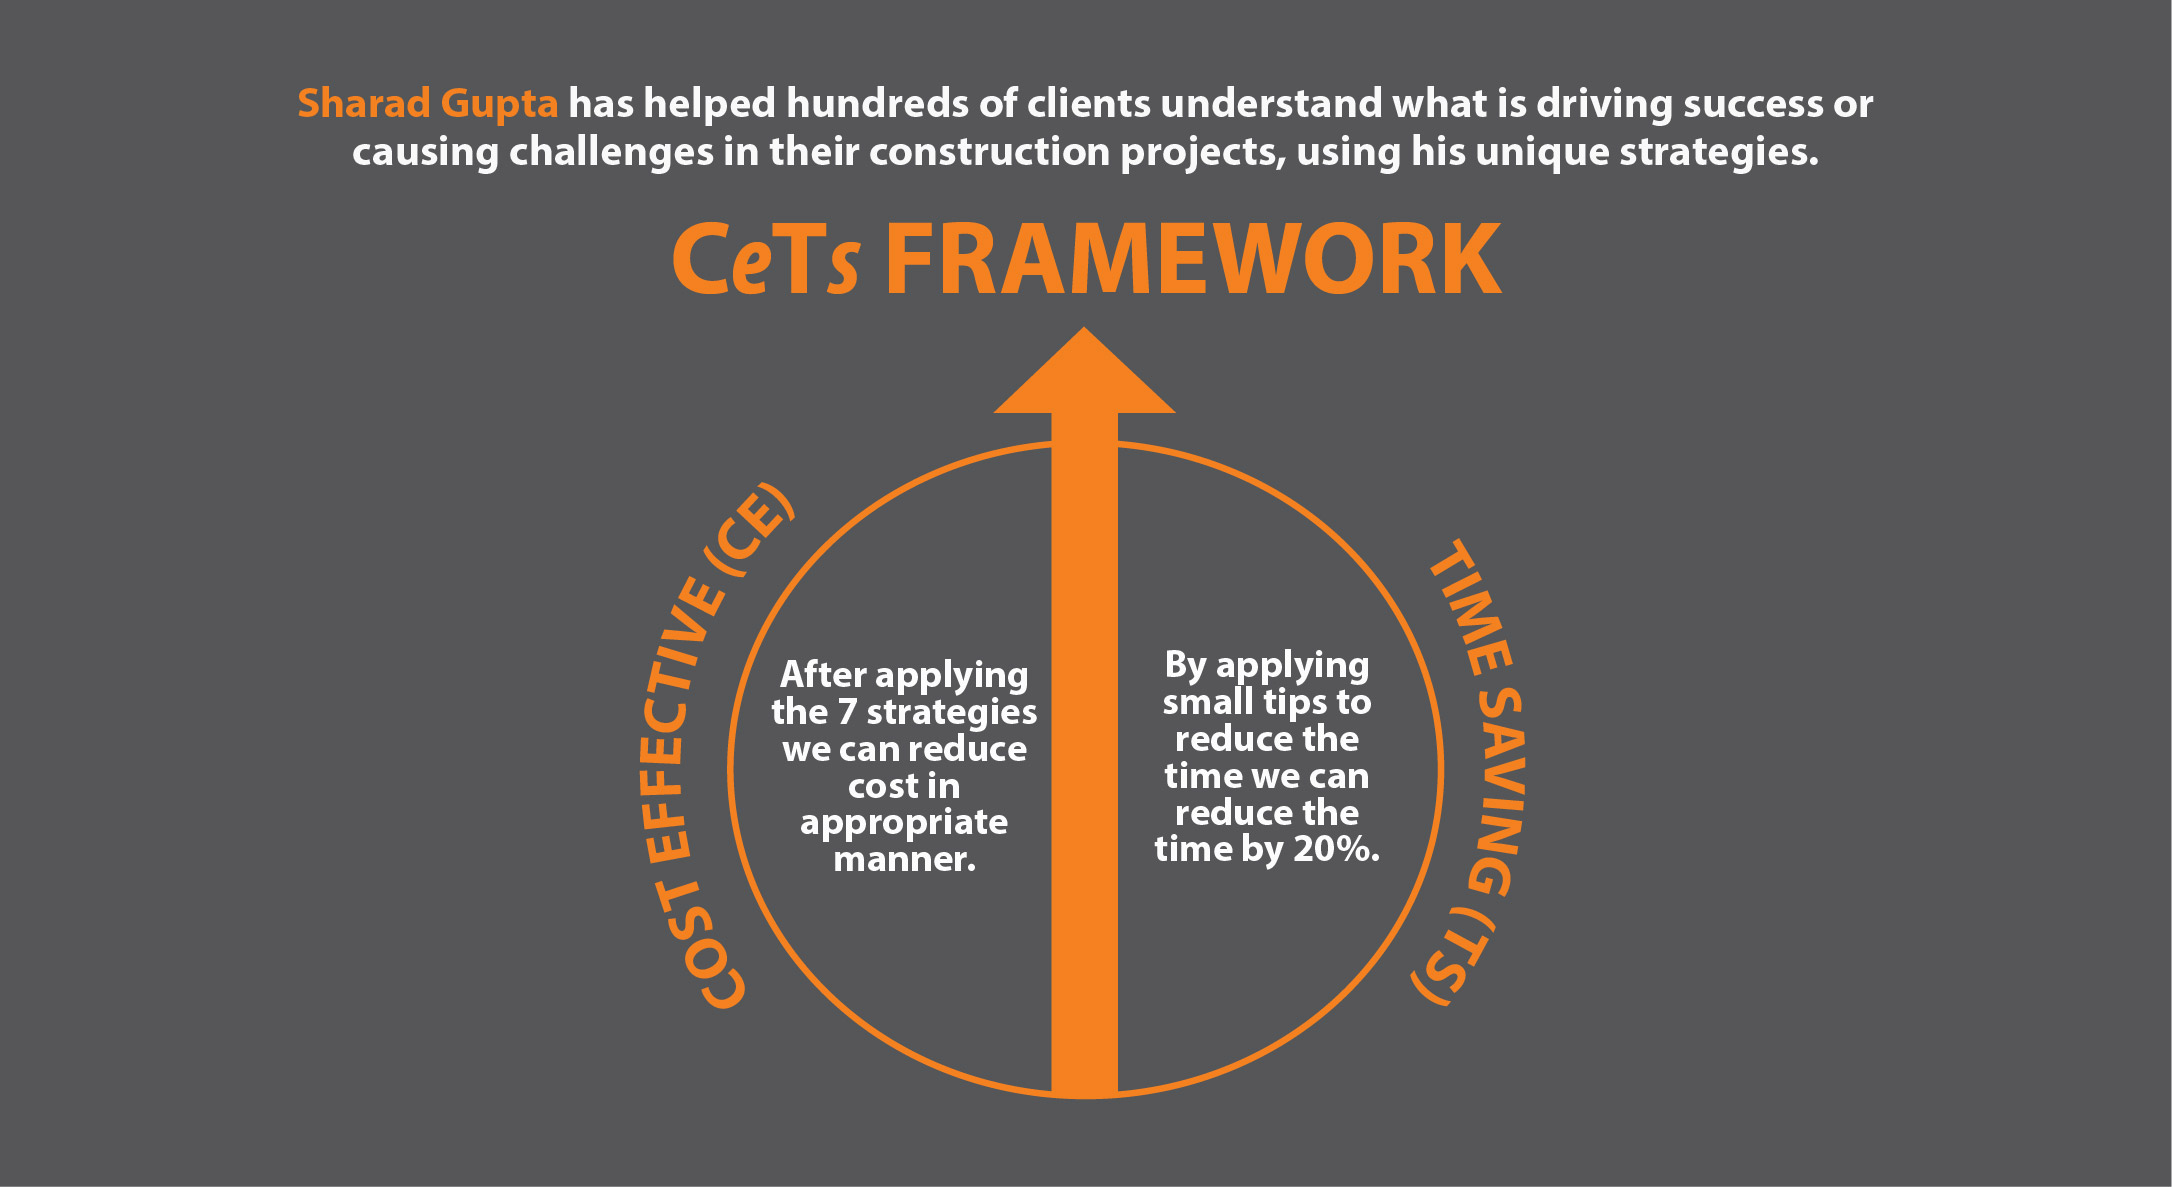 Sharad Gupta has helped hundreds of clients understand what is driving success or
causing challenges in their construction projects, using his unique strategies.
CeTs FRAMEWORK
COST EFFECTIVE (CE)
After applying
the 7 strategies
we can reduce
cost in
appropriate
manner.
By applying
small tips to
reduce the
time we can
reduce the
time by 20%.
TIME SAVING (TS)